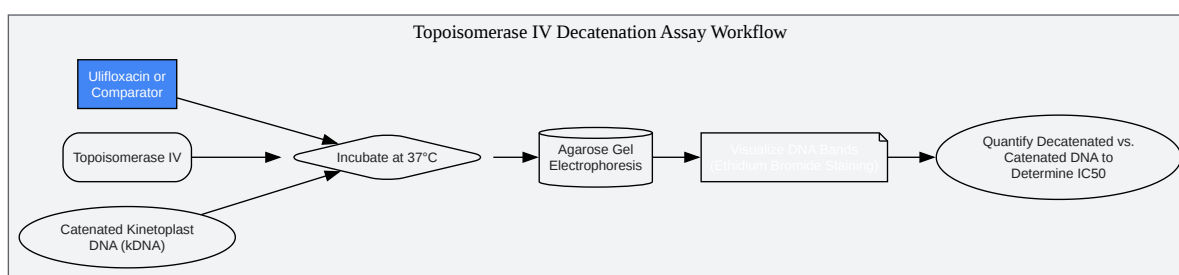 Topoisomerase IV Decatenation Assay Workflow
Ulifloxacin or
Comparator
Topoisomerase IV
Catenated Kinetoplast
DNA (kDNA)
Incubate at 37°C
Agarose Gel
Electrophoresis
Visualize DNA Bands
(Ethidium Bromide Staining)
Quantify Decatenated vs.
Catenated DNA to
Determine IC50